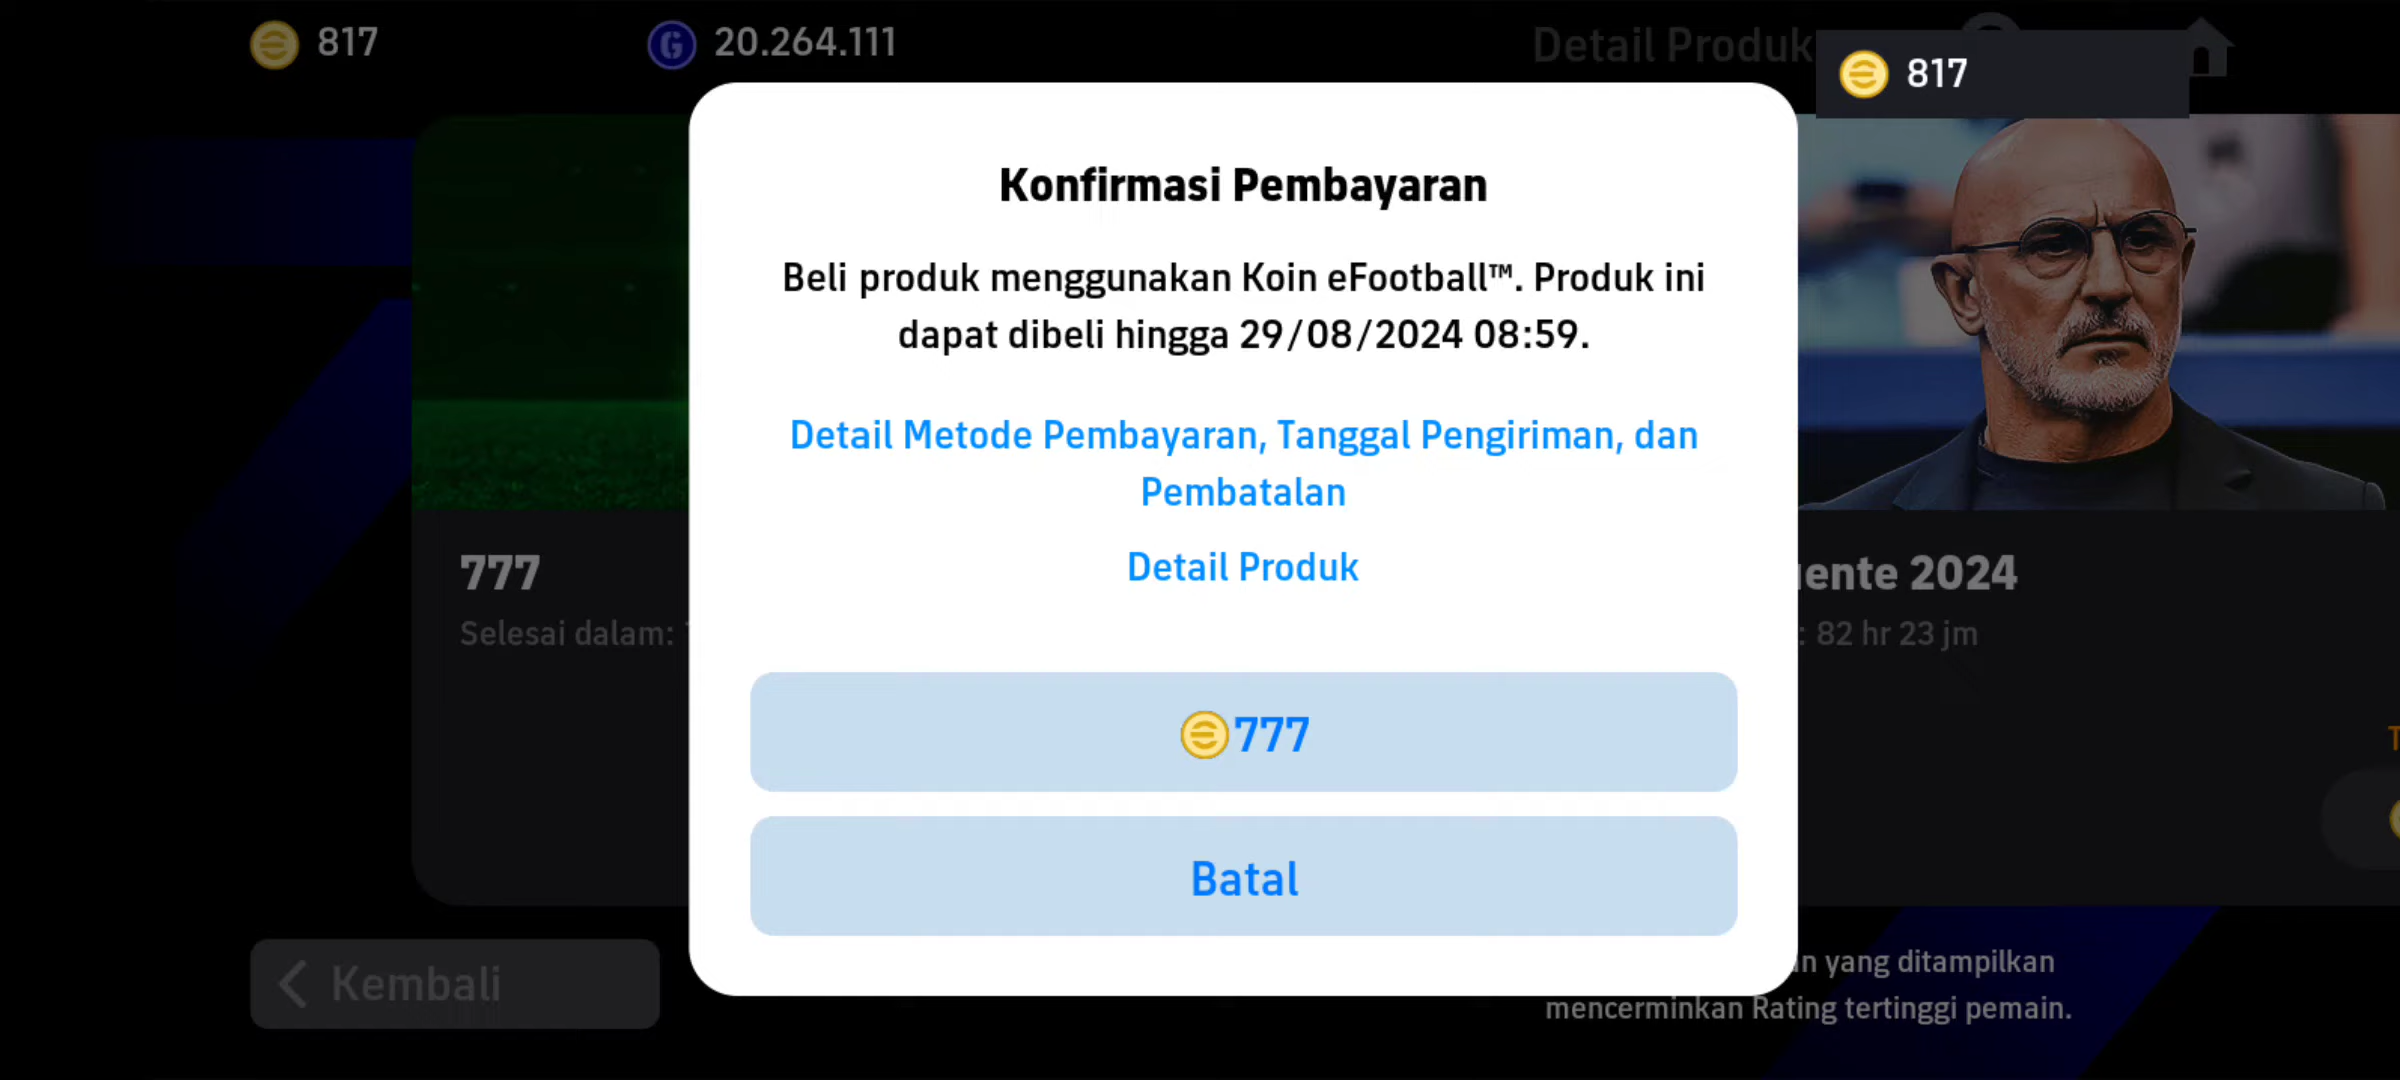 817
20.264.111
Detail Produk
817
Konfirmasi Pembayaran
Beli produk menggunakan Koin eFootball™. Produk ini
dapat dibeli hingga 29/08/2024 08:59.
Detail Metode Pembayaran, Tanggal Pengiriman, dan
Pembatalan
Detail Produk
777
Batal
777
Selesai dalam:
ente 2024
: 82 hr 23 jm
Kembali
yang ditampilkan
mencerminkan Rating tertinggi pemain.